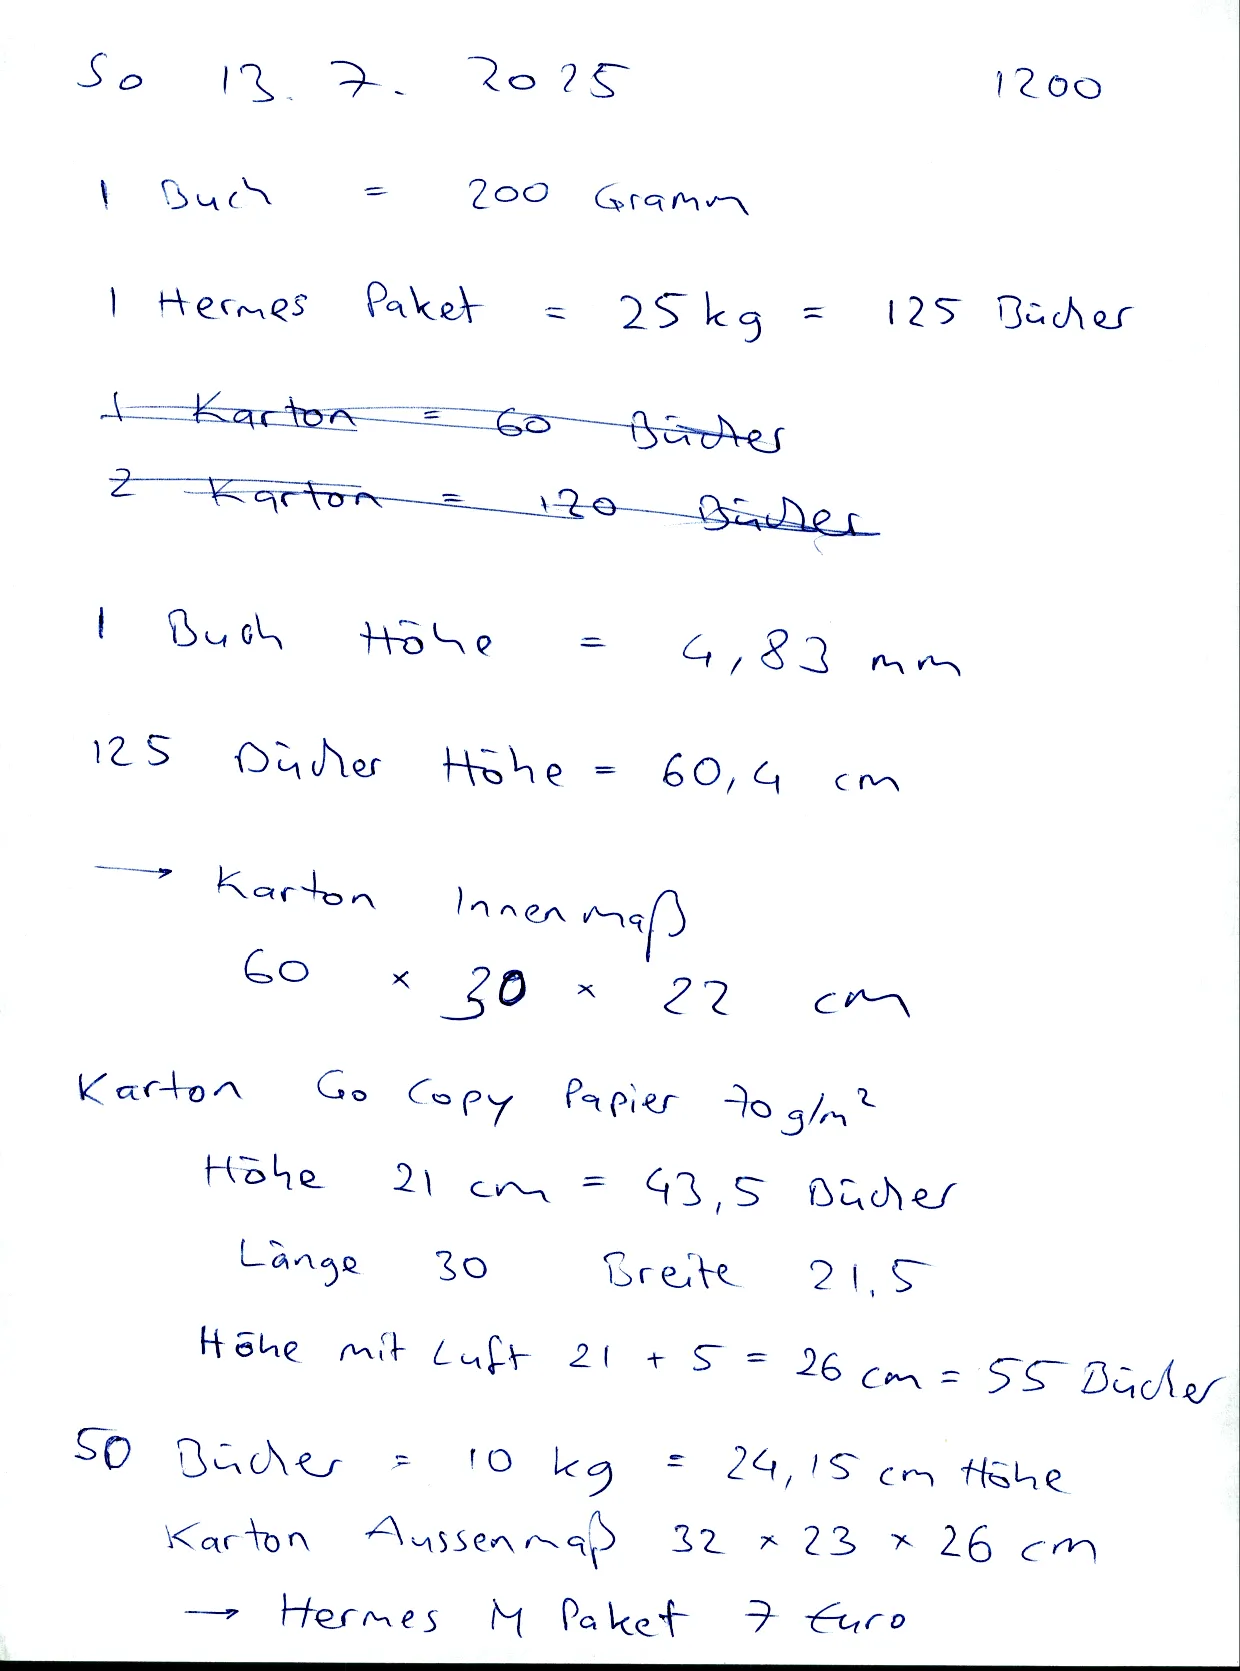 So 13. 7. 2025 1200
1 Buch = 200 Gramm
1 Hermes Paket = 25 kg = 125 Bücher
1 Karton = 60 Bücher
2 Karton = 120 Bücher
1 Buch Höhe = 4,83 mm
125 Bücher Höhe = 60,4 cm
→ Karton Innenmaß
60 × 30 × 22 cm
Karton Go Copy Papier 70 g/m²
Höhe 21 cm = 43,5 Bücher
Länge 30 Breite 21,5
Höhe mit Luft 21 + 5 = 26 cm = 55 Bücher
50 Bücher = 10 kg = 24,15 cm Höhe
Karton Aussenmaß 32 × 23 × 26 cm
→ Hermes M Paket 7 Euro